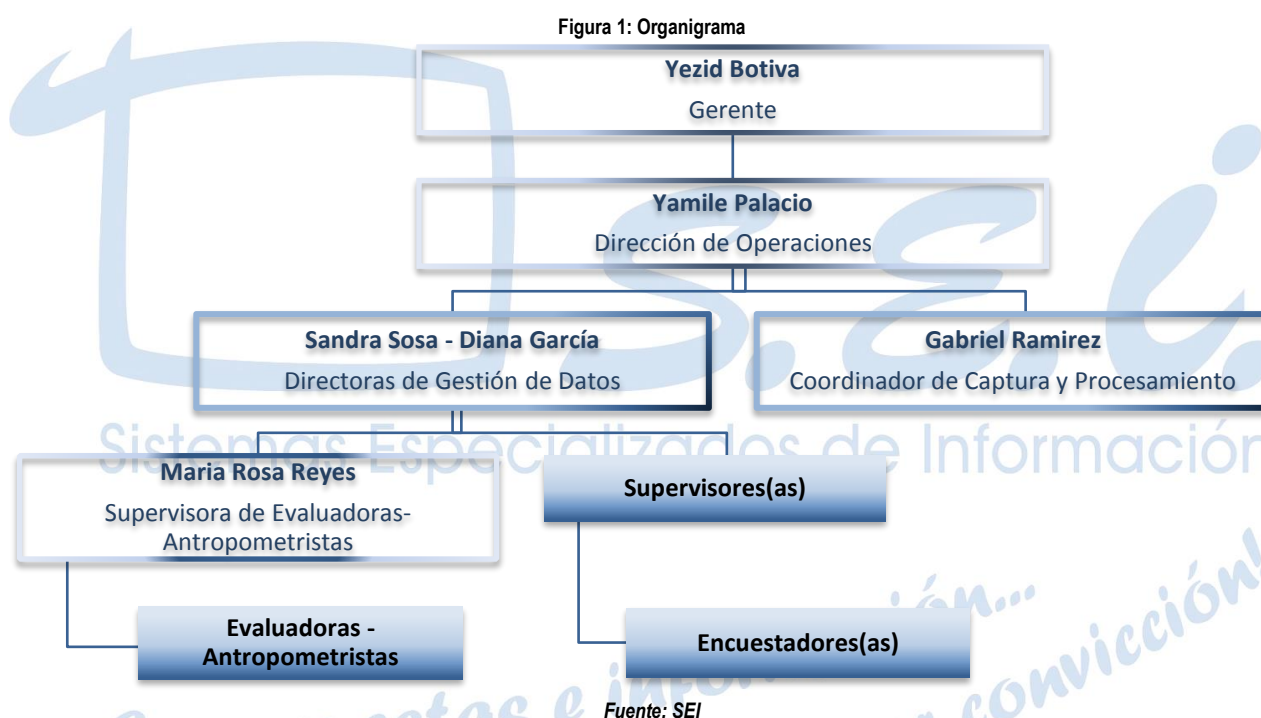 Figura 1: Organigrama
Yezid Botiva
Gerente
Yamile Palacio
Dirección de Operaciones
Sandra Sosa - Diana García
Directoras de Gestión de Datos
Gabriel Ramirez
Coordinador de Captura y Procesamiento
s.e.i.
Sistemas Especializados de Información
Maria Rosa Reyes
Supervisora de Evaluadoras-
Antropometristas
Supervisores(as)
Evaluadoras -
Antropometristas
Encuestadores(as)
e
convicción!
Fuente: SEI